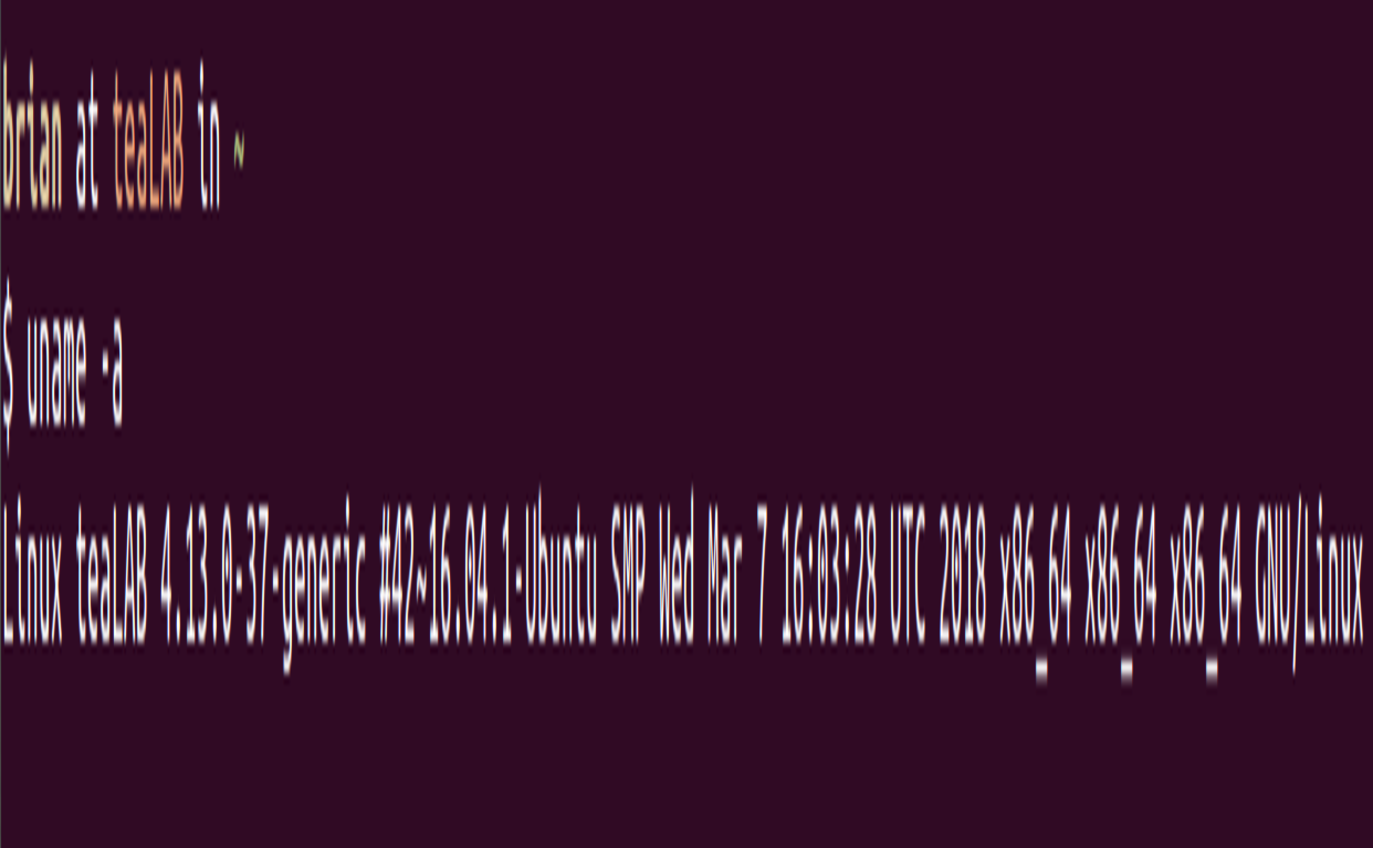 brian at teaLAB in ~
$ uname -a
Linux teaLAB 4.13.0-37-generic #42~16.04.1-Ubuntu SMP Wed Mar 7 16:03:28 UTC 2018 x86_64 x86_64 x86_64 GNU/Linux